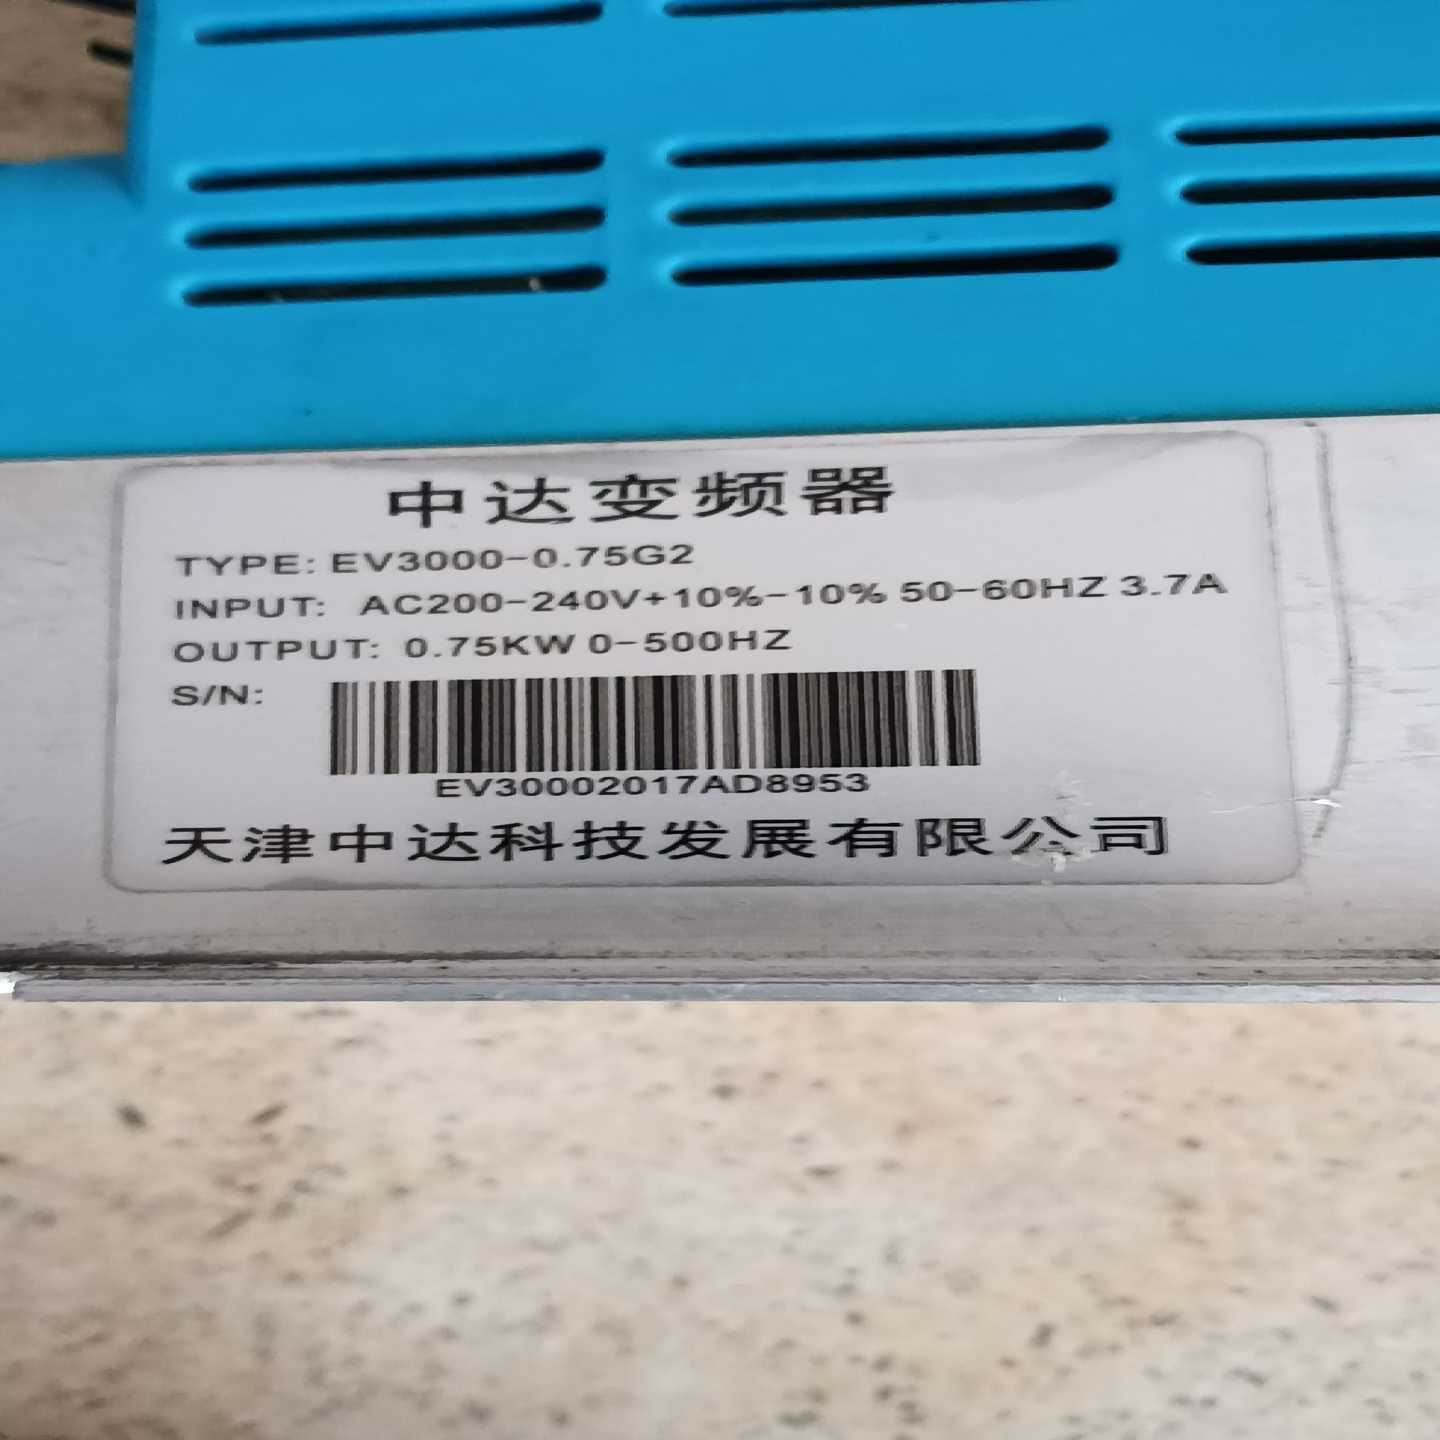 中达变频器
TYPE: EV3000-0.75G2
INPUT: AC200-240V+10%-10% 50-60HZ 3.7A
OUTPUT: 0.75KW 0-500HZ
S/N:
EV30002017AD8953
天津中达科技发展有限公司